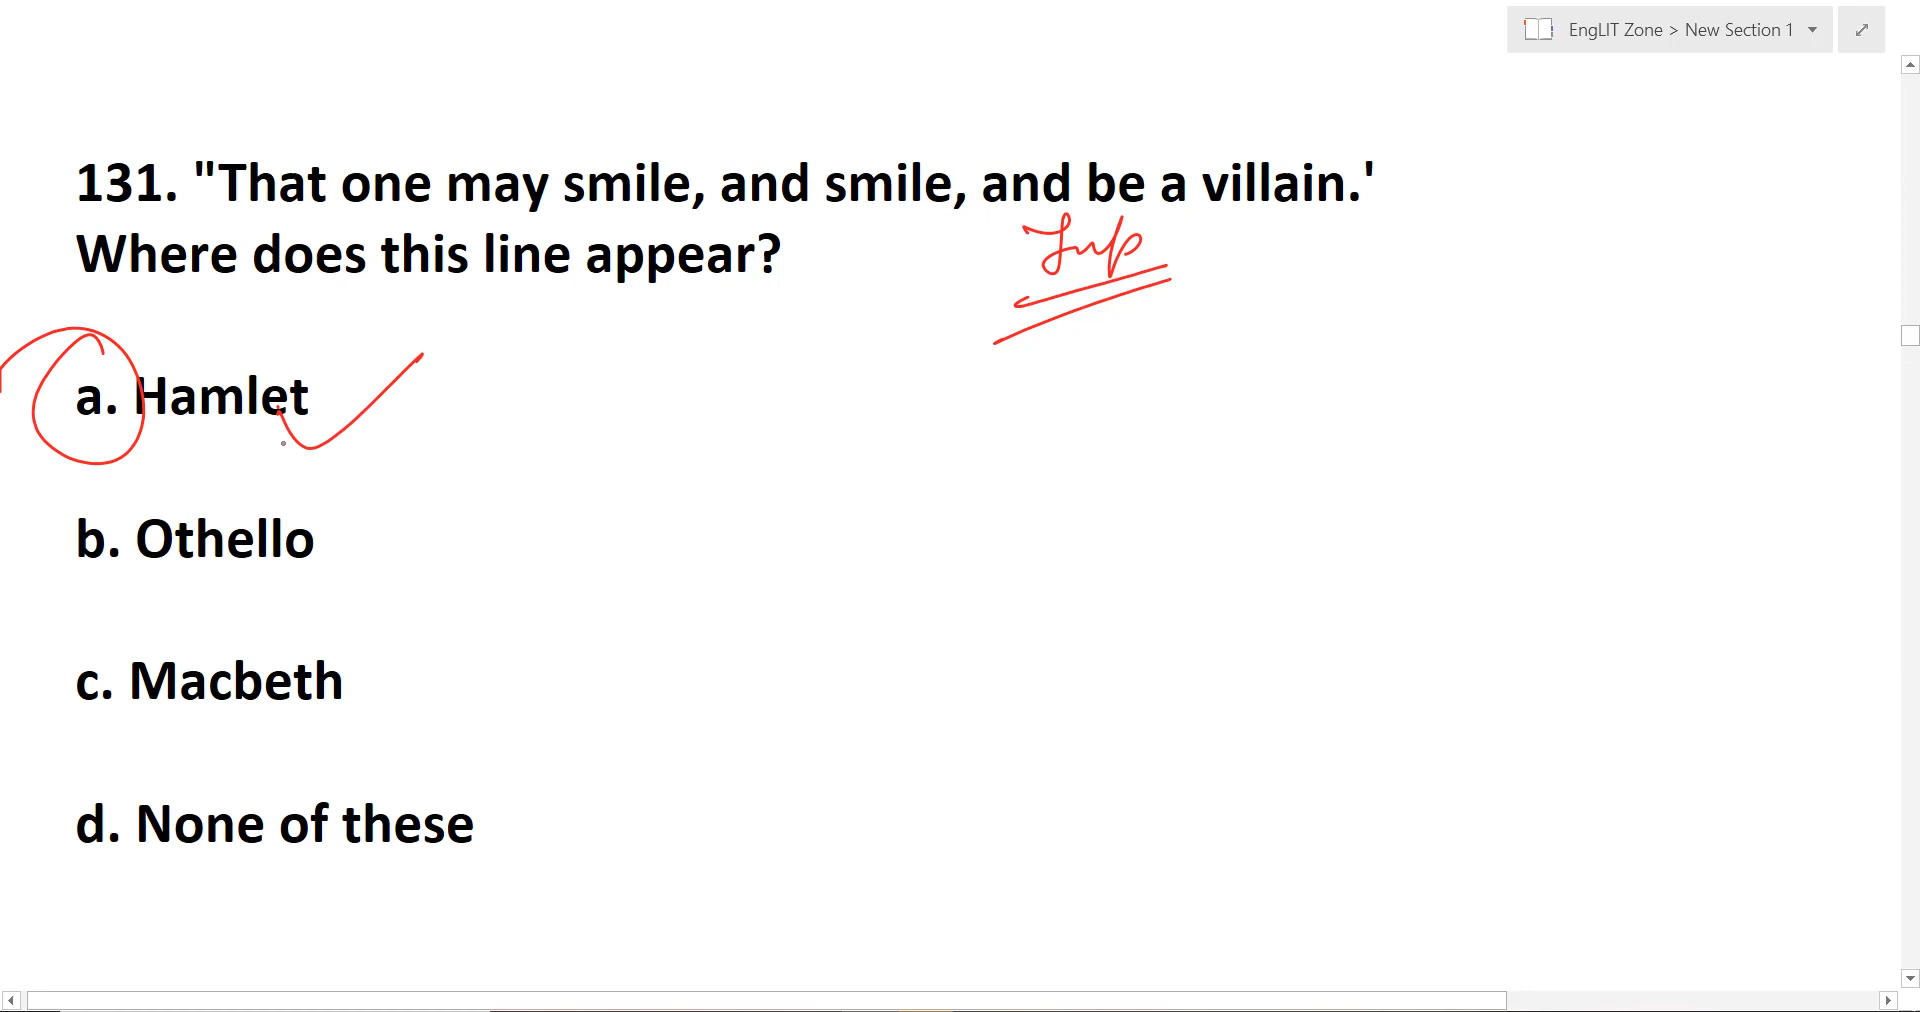 EngLIT Zone > New Section 1
131. "That one may smile, and smile, and be a villain.'
Where does this line appear?
Imp
a. Hamlet
b. Othello
c. Macbeth
d. None of these